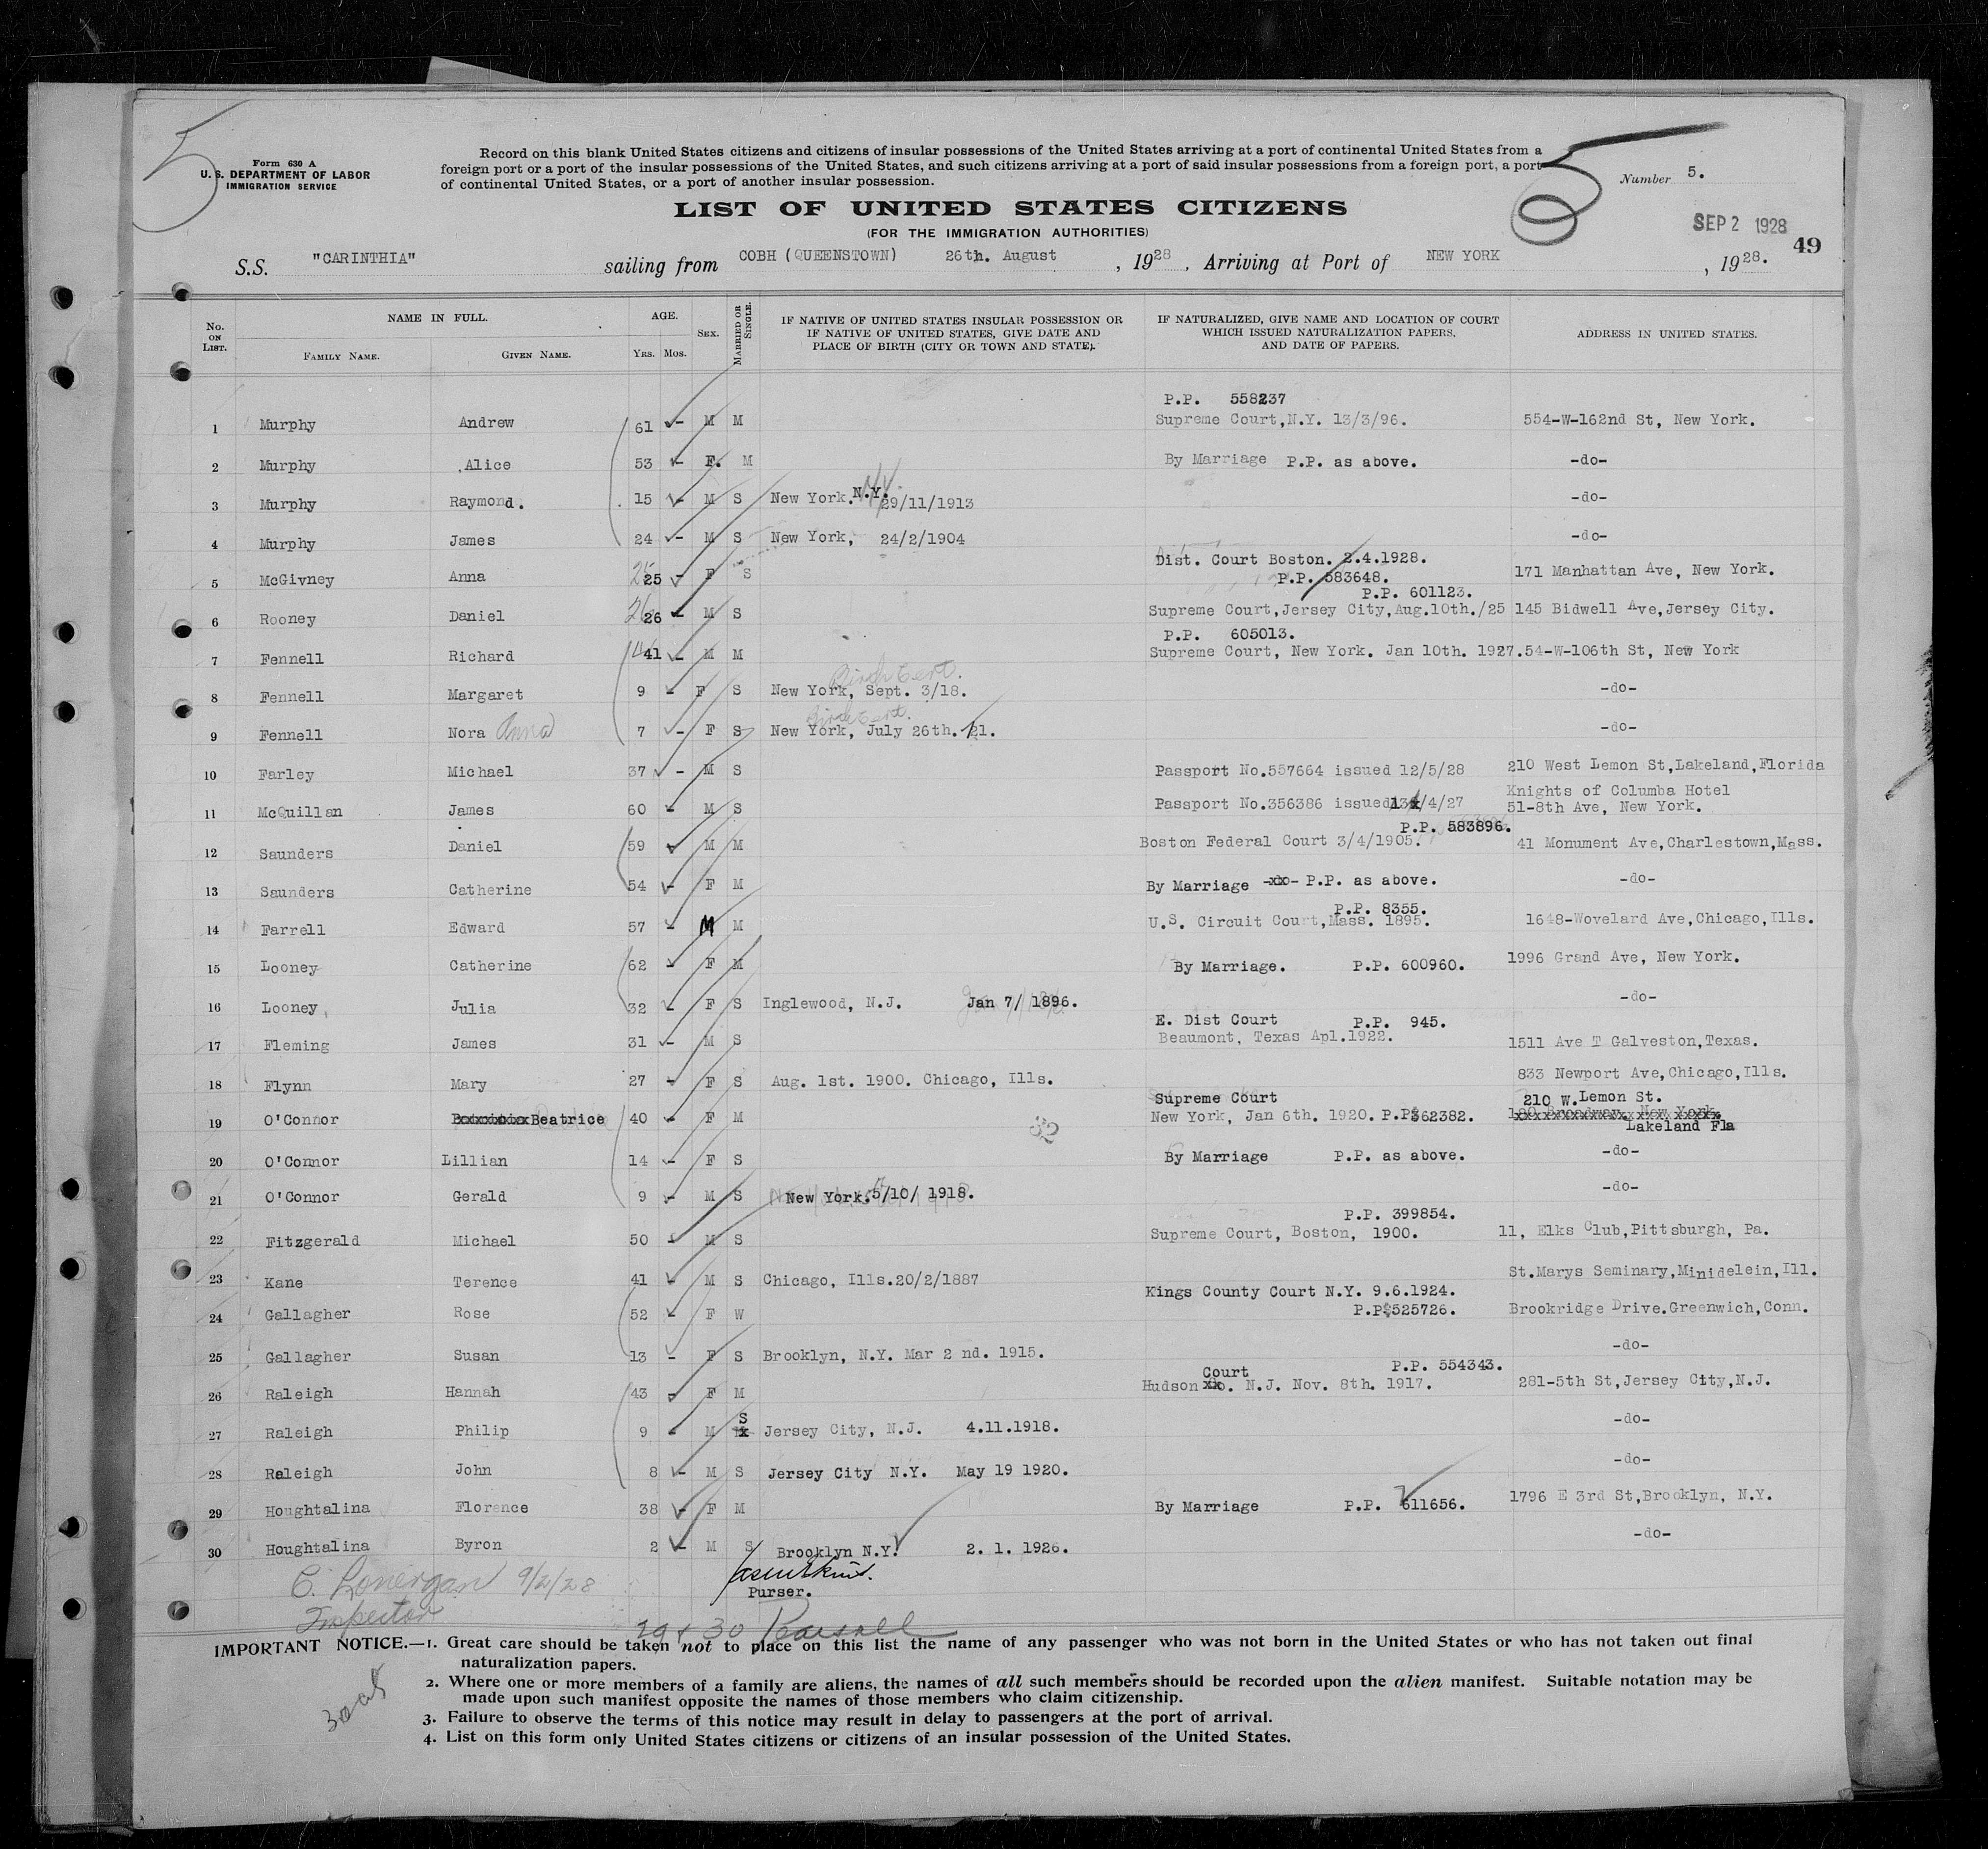 5
Form 630 A
U. S. DEPARTMENT OF LABOR
IMMIGRATION SERVICE
Record on this blank United States citizens and citizens of insular possessions of the United States arriving at a port of continental United States from a
foreign port or a port of the insular possessions of the United States, and such citizens arriving at a port of said insular possessions from a foreign port, a port
of continental United States, or a port of another insular possession.
Number 5.
LIST OF UNITED STATES CITIZENS
(FOR THE IMMIGRATION AUTHORITIES)
SEP 2 1928
49
S.S. "CARINTHIA" sailing from COBH (QUEENSTOWN) 26th. August , 1928 , Arriving at Port of NEW YORK , 1928.
No. ON LIST.
NAME IN FULL.
FAMILY NAME. GIVEN NAME.
AGE.
YRS. MOS.
SEX.
MARRIED OR SINGLE.
IF NATIVE OF UNITED STATES INSULAR POSSESSION OR
IF NATIVE OF UNITED STATES, GIVE DATE AND
PLACE OF BIRTH (CITY OR TOWN AND STATE).
IF NATURALIZED, GIVE NAME AND LOCATION OF COURT
WHICH ISSUED NATURALIZATION PAPERS,
AND DATE OF PAPERS.
ADDRESS IN UNITED STATES.
P.P. 558237
1 Murphy Andrew 61 - M M Supreme Court,N.Y. 13/3/96. 554-W-162nd St, New York.
2 Murphy Alice 53 - F. M By Marriage P.P. as above. -do-
3 Murphy Raymond. 15 - M S New York. N.Y. 29/11/1913 -do-
4 Murphy James 24 - M S New York, 24/2/1904 -do-
Dist. Court Boston. 2.4.1928.
5 McGivney Anna 25 - F S P.P. 583648. 171 Manhattan Ave, New York.
P.P. 601123.
6 Rooney Daniel 26 - M S Supreme Court,Jersey City,Aug.10th./25 145 Bidwell Ave,Jersey City.
P.P. 605013.
7 Fennell Richard 41 - M M Supreme Court, New York. Jan 10th. 1927. 54-W-106th St, New York
Birth Cert.
8 Fennell Margaret 9 - F S New York, Sept. 3/18. -do-
Birth Cert.
9 Fennell Nora Anna 7 - F S New York, July 26th. 21. -do-
10 Farley Michael 37 - M S Passport No.557664 issued 12/5/28 210 West Lemon St,Lakeland,Florida
Knights of Columba Hotel
11 McQuillan James 60 - M S Passport No.356386 issued 13/4/27 51-8th Ave, New York.
P.P. 583896.
12 Saunders Daniel 59 - M M Boston Federal Court 3/4/1905. 41 Monument Ave,Charlestown,Mass.
13 Saunders Catherine 54 - F M By Marriage -xdo- P.P. as above. -do-
P.P. 8355.
14 Farrell Edward 57 - M M U.S. Circuit Court,Mass. 1895. 1648-Wovelard Ave,Chicago,Ills.
15 Looney Catherine 62 - F M By Marriage. P.P. 600960. 1996 Grand Ave, New York.
16 Looney, Julia 32 - F S Inglewood, N.J. Jan 7/ 1896. -do-
E. Dist Court P.P. 945.
17 Fleming James 31 - M S Beaumont, Texas Apl.1922. 1511 Ave T Galveston,Texas.
18 Flynn Mary 27 - F S Aug. 1st. 1900. Chicago, Ills. 833 Newport Ave,Chicago,Ills.
Supreme Court 210 W. Lemon St.
19 O'Connor Beatrice 40 - F M New York, Jan 6th. 1920. P.P. 362382. 180 Broadway, New York
Lakeland Fla
32
20 O'Connor Lillian 14 - F S By Marriage P.P. as above. -do-
21 O'Connor Gerald 9 - M S New York. 5/10/ 1918. -do-
P.P. 399854.
22 Fitzgerald Michael 50 - M S Supreme Court, Boston, 1900. 11, Elks Club,Pittsburgh, Pa.
23 Kane Terence 41 - M S Chicago, Ills.20/2/1887 St.Marys Seminary,Minidelein,Ill.
Kings County Court N.Y. 9.6.1924.
24 Gallagher Rose 52 - F W P.P. 525726. Brookridge Drive.Greenwich,Conn.
25 Gallagher Susan 13 - F S Brooklyn, N.Y. Mar 2 nd. 1915. -do-
Court P.P. 554343.
26 Raleigh Hannah 43 - F M Hudson Co. N.J. Nov. 8th. 1917. 281-5th St,Jersey City,N.J.
27 Raleigh Philip 9 - M S Jersey City, N.J. 4.11.1918. -do-
28 Raleigh John 8 - M S Jersey City N.Y. May 19 1920. -do-
29 Houghtalina Florence 38 - F M By Marriage P.P. 611656. 1796 E 3rd St,Brooklyn, N.Y.
30 Houghtalina Byron 2 - M S Brooklyn N.Y. 2. 1. 1926. -do-
C. Lonergan 9/2/28
Inspector
Purser.
29 & 30
IMPORTANT NOTICE.—1. Great care should be taken not to place on this list the name of any passenger who was not born in the United States or who has not taken out final
naturalization papers.
2. Where one or more members of a family are aliens, the names of all such members should be recorded upon the alien manifest. Suitable notation may be
made upon such manifest opposite the names of those members who claim citizenship.
3. Failure to observe the terms of this notice may result in delay to passengers at the port of arrival.
4. List on this form only United States citizens or citizens of an insular possession of the United States.